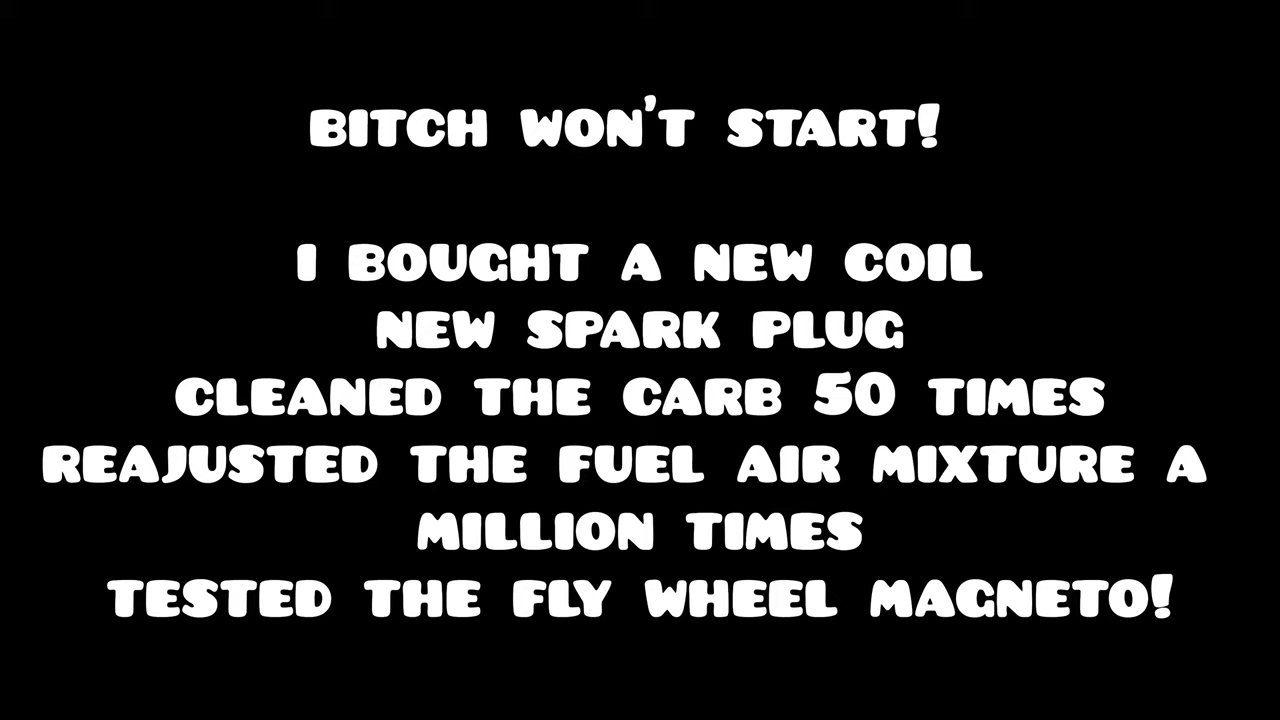 BITCH WON'T START!
I BOUGHT A NEW COIL
NEW SPARK PLUG
CLEANED THE CARB 50 TIMES
REAJUSTED THE FUEL AIR MIXTURE A
MILLION TIMES
TESTED THE FLY WHEEL MAGNETO!